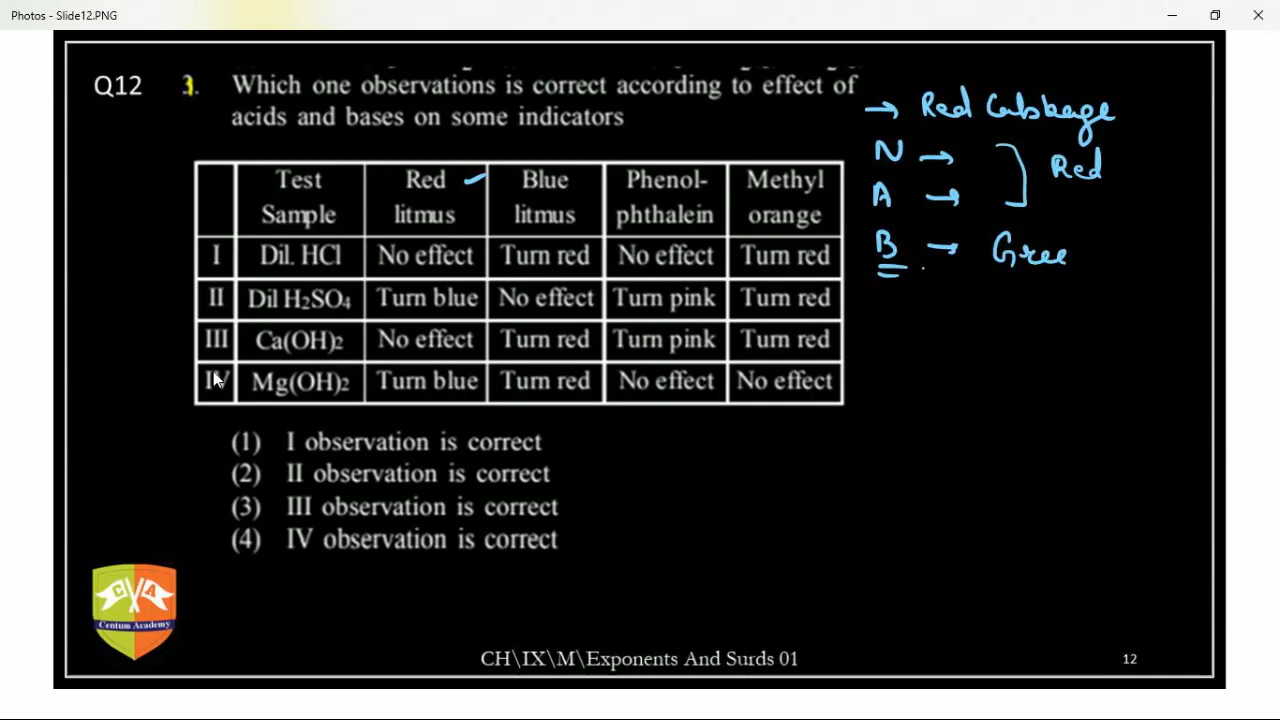 Photos - Slide12.PNG
Q12 3. Which one observations is correct according to effect of
acids and bases on some indicators
Test Sample Red litmus Blue litmus Phenol-phthalein Methyl orange
I Dil. HCl No effect Turn red No effect Turn red
II Dil H₂SO₄ Turn blue No effect Turn pink Turn red
III Ca(OH)₂ No effect Turn red Turn pink Turn red
IV Mg(OH)₂ Turn blue Turn red No effect No effect
(1) I observation is correct
(2) II observation is correct
(3) III observation is correct
(4) IV observation is correct
→ Red Cabbage
N →
A → Red
B → Gree
C A
Centum Academy
CH\IX\M\Exponents And Surds 01
12